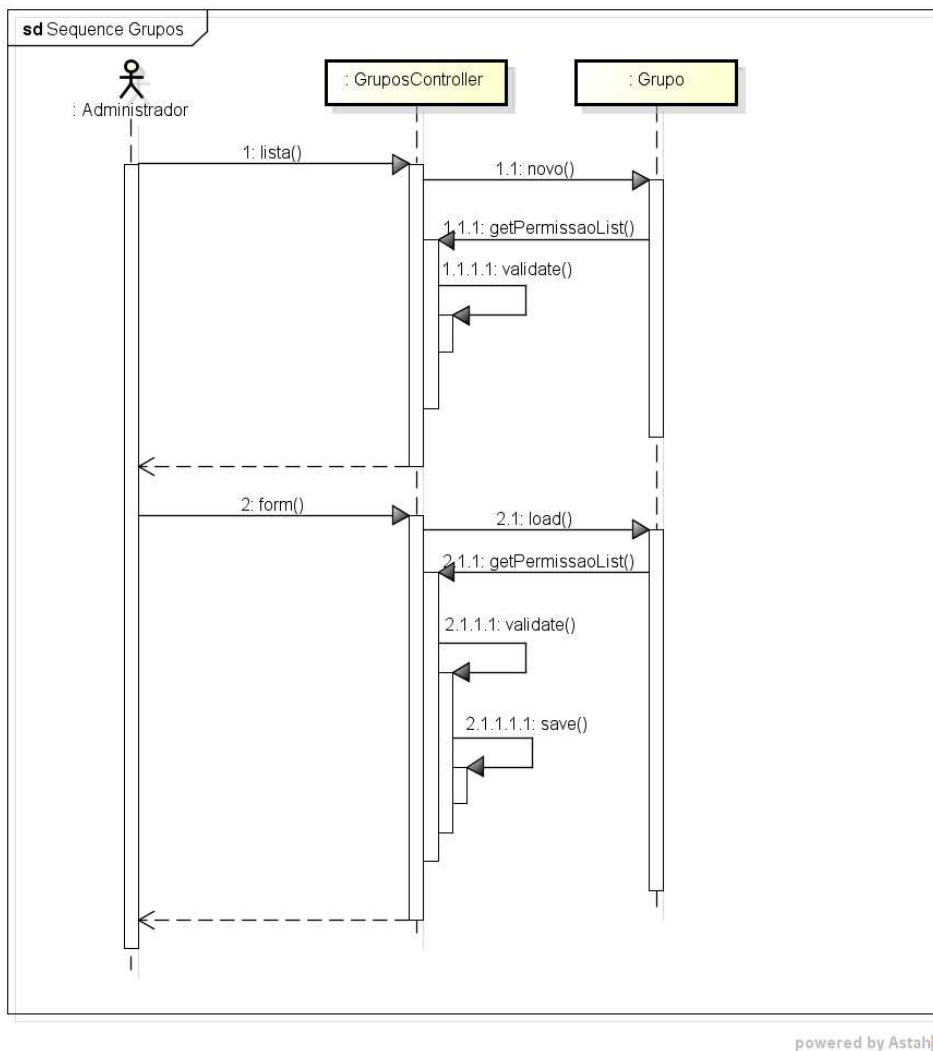 sd Sequence Grupos
: Administrador
: GruposController
: Grupo
1: lista()
1.1: novo()
1.1.1: getPermissaoList()
1.1.1.1: validate()
2: form()
2.1: load()
2.1.1: getPermissaoList()
2.1.1.1: validate()
2.1.1.1.1: save()
powered by Astah